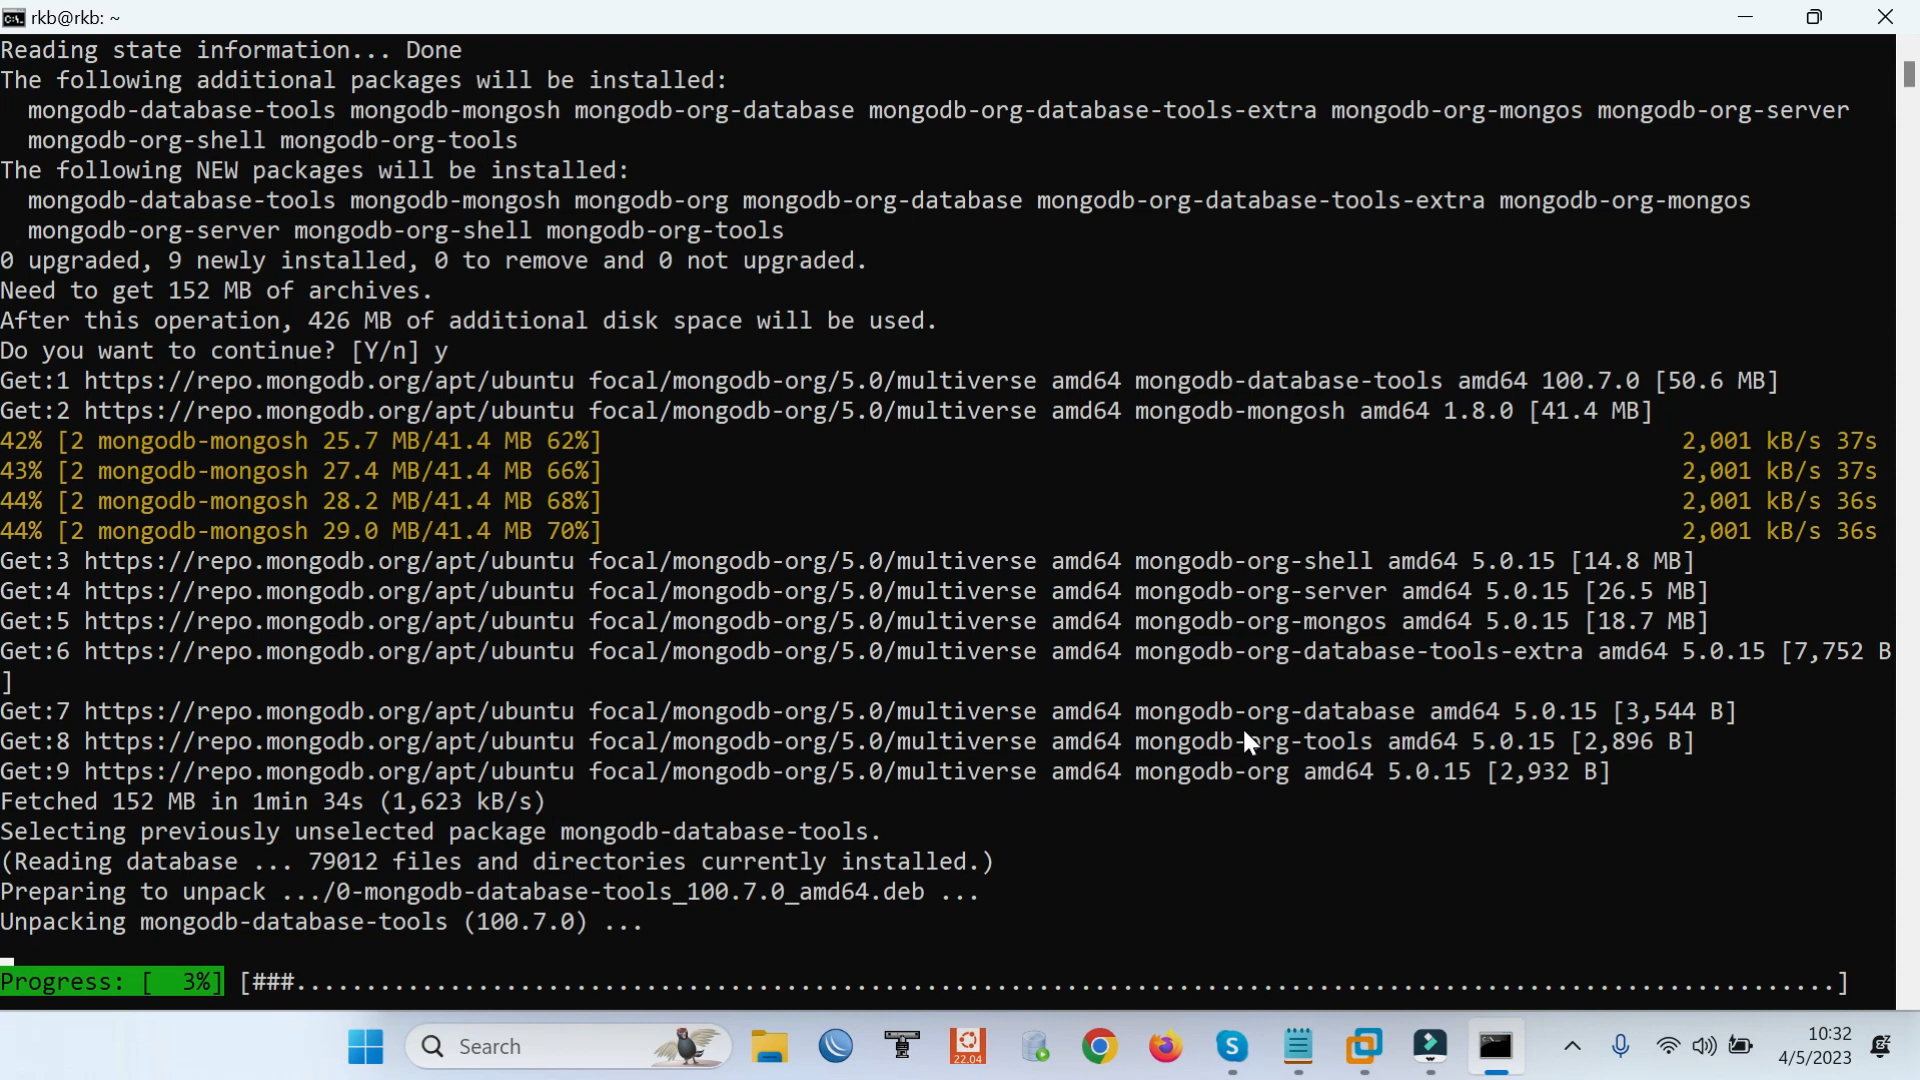 rkb@rkb: ~
Reading state information... Done
The following additional packages will be installed:
  mongodb-database-tools mongodb-mongosh mongodb-org-database mongodb-org-database-tools-extra mongodb-org-mongos mongodb-org-server
  mongodb-org-shell mongodb-org-tools
The following NEW packages will be installed:
  mongodb-database-tools mongodb-mongosh mongodb-org mongodb-org-database mongodb-org-database-tools-extra mongodb-org-mongos
  mongodb-org-server mongodb-org-shell mongodb-org-tools
0 upgraded, 9 newly installed, 0 to remove and 0 not upgraded.
Need to get 152 MB of archives.
After this operation, 426 MB of additional disk space will be used.
Do you want to continue? [Y/n] y
Get:1 https://repo.mongodb.org/apt/ubuntu focal/mongodb-org/5.0/multiverse amd64 mongodb-database-tools amd64 100.7.0 [50.6 MB]
Get:2 https://repo.mongodb.org/apt/ubuntu focal/mongodb-org/5.0/multiverse amd64 mongodb-mongosh amd64 1.8.0 [41.4 MB]
42% [2 mongodb-mongosh 25.7 MB/41.4 MB 62%] 2,001 kB/s 37s
43% [2 mongodb-mongosh 27.4 MB/41.4 MB 66%] 2,001 kB/s 37s
44% [2 mongodb-mongosh 28.2 MB/41.4 MB 68%] 2,001 kB/s 36s
44% [2 mongodb-mongosh 29.0 MB/41.4 MB 70%] 2,001 kB/s 36s
Get:3 https://repo.mongodb.org/apt/ubuntu focal/mongodb-org/5.0/multiverse amd64 mongodb-org-shell amd64 5.0.15 [14.8 MB]
Get:4 https://repo.mongodb.org/apt/ubuntu focal/mongodb-org/5.0/multiverse amd64 mongodb-org-server amd64 5.0.15 [26.5 MB]
Get:5 https://repo.mongodb.org/apt/ubuntu focal/mongodb-org/5.0/multiverse amd64 mongodb-org-mongos amd64 5.0.15 [18.7 MB]
Get:6 https://repo.mongodb.org/apt/ubuntu focal/mongodb-org/5.0/multiverse amd64 mongodb-org-database-tools-extra amd64 5.0.15 [7,752 B
]
Get:7 https://repo.mongodb.org/apt/ubuntu focal/mongodb-org/5.0/multiverse amd64 mongodb-org-database amd64 5.0.15 [3,544 B]
Get:8 https://repo.mongodb.org/apt/ubuntu focal/mongodb-org/5.0/multiverse amd64 mongodb-org-tools amd64 5.0.15 [2,896 B]
Get:9 https://repo.mongodb.org/apt/ubuntu focal/mongodb-org/5.0/multiverse amd64 mongodb-org amd64 5.0.15 [2,932 B]
Fetched 152 MB in 1min 34s (1,623 kB/s)
Selecting previously unselected package mongodb-database-tools.
(Reading database ... 79012 files and directories currently installed.)
Preparing to unpack .../0-mongodb-database-tools_100.7.0_amd64.deb ...
Unpacking mongodb-database-tools (100.7.0) ...
Progress: [  3%] [###..............................................................................................................]
Search
22.04
10:32
4/5/2023